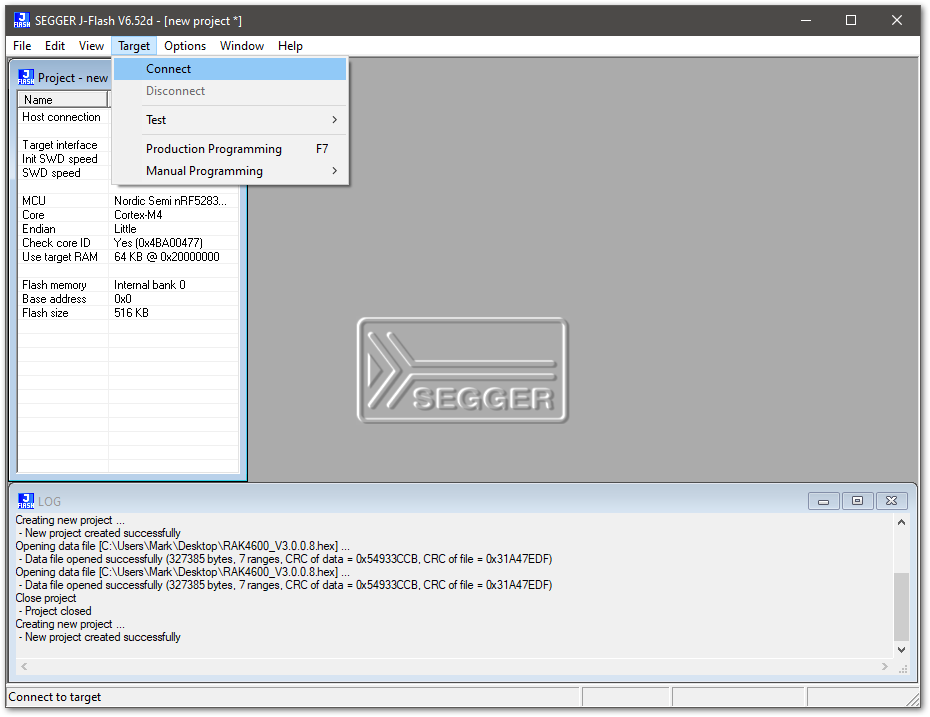 SEGGER J-Flash V6.52d - [new project *]
File Edit View Target Options Window Help
Project - new
Connect
Disconnect
Test
Production Programming F7
Manual Programming
Name
Host connection
Target interface
Init SWD speed
SWD speed
MCU Nordic Semi nRF5283...
Core Cortex-M4
Endian Little
Check core ID Yes (0x4BA00477)
Use target RAM 64 KB @ 0x20000000
Flash memory Internal bank 0
Base address 0x0
Flash size 516 KB
SEGGER
LOG
Creating new project ...
- New project created successfully
Opening data file [C:\Users\Mark\Desktop\RAK4600_V3.0.0.8.hex] ...
- Data file opened successfully (327385 bytes, 7 ranges, CRC of data = 0x54933CCB, CRC of file = 0x31A47EDF)
Opening data file [C:\Users\Mark\Desktop\RAK4600_V3.0.0.8.hex] ...
- Data file opened successfully (327385 bytes, 7 ranges, CRC of data = 0x54933CCB, CRC of file = 0x31A47EDF)
Close project
- Project closed
Creating new project ...
- New project created successfully
Connect to target